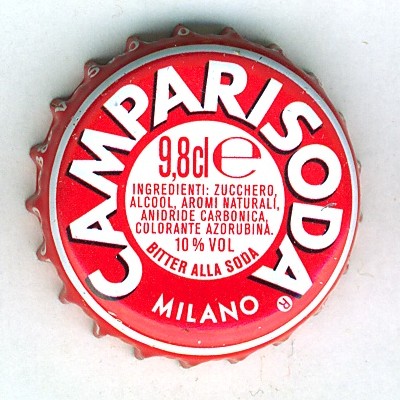 CAMPARISODA
9,8cl e
INGREDIENTI: ZUCCHERO,
ALCOOL, AROMI NATURALI,
ANIDRIDE CARBONICA,
COLORANTE AZORUBINA.
10% VOL
BITTER ALLA SODA
MILANO ®